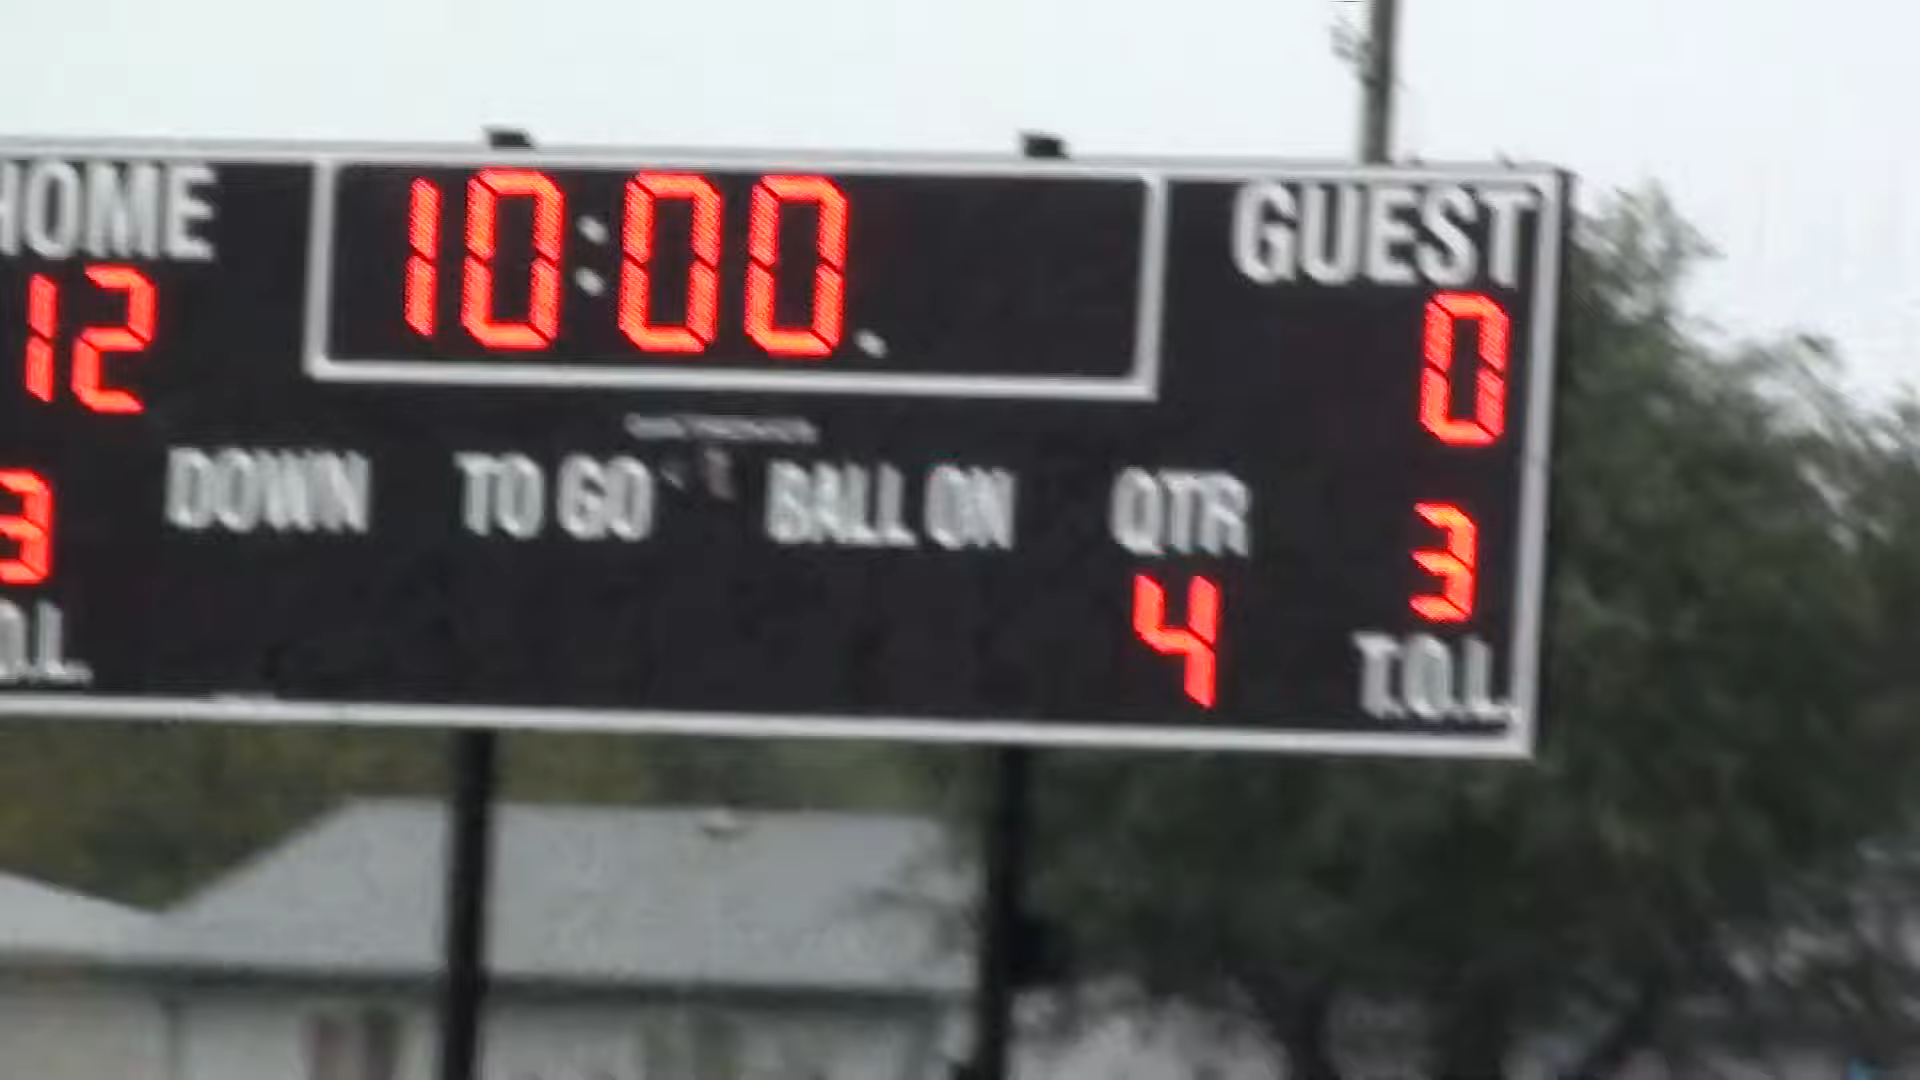 HOME 10:00 GUEST
12 0
DOWN TO GO BALL ON QTR
3 4 3
T.O.L.